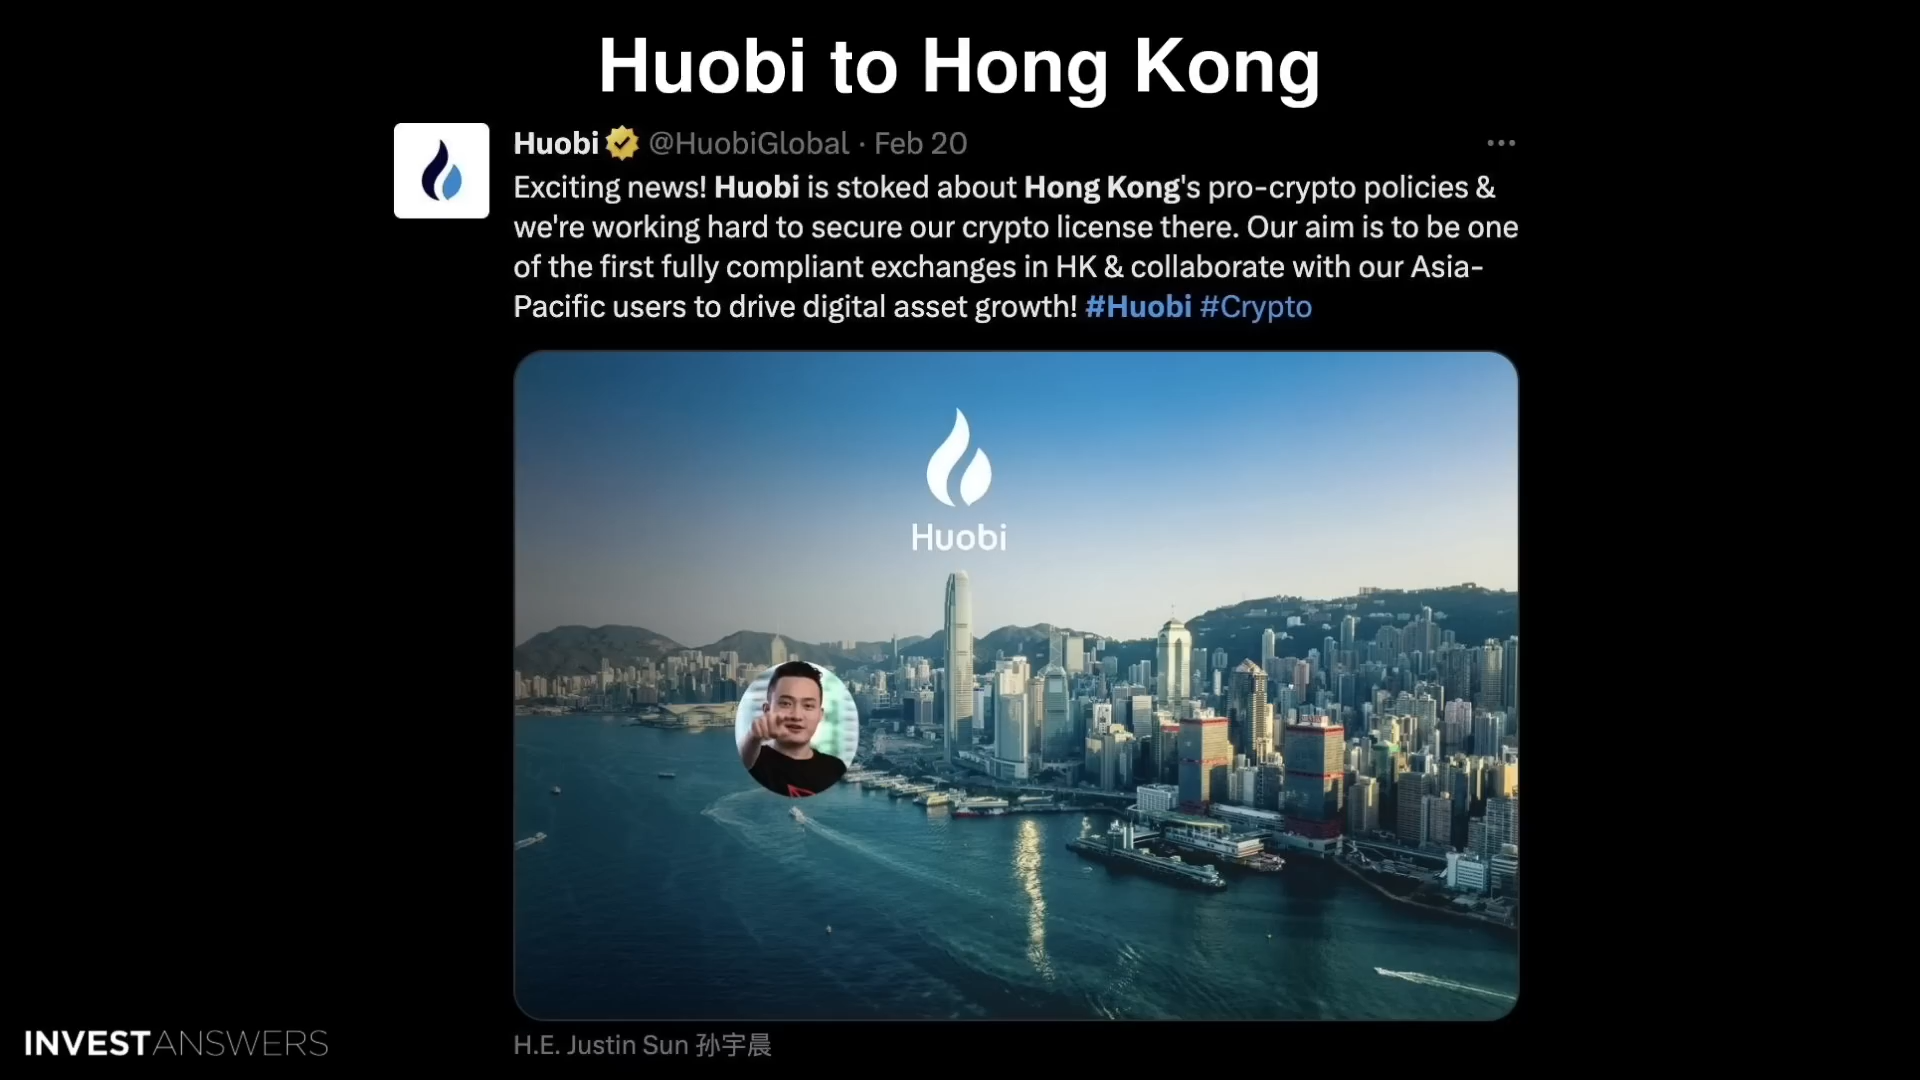 Huobi to Hong Kong
Huobi @HuobiGlobal · Feb 20
Exciting news! Huobi is stoked about Hong Kong's pro-crypto policies &
we're working hard to secure our crypto license there. Our aim is to be one
of the first fully compliant exchanges in HK & collaborate with our Asia-
Pacific users to drive digital asset growth! #Huobi #Crypto
Huobi
H.E. Justin Sun 孙宇晨
INVESTANSWERS